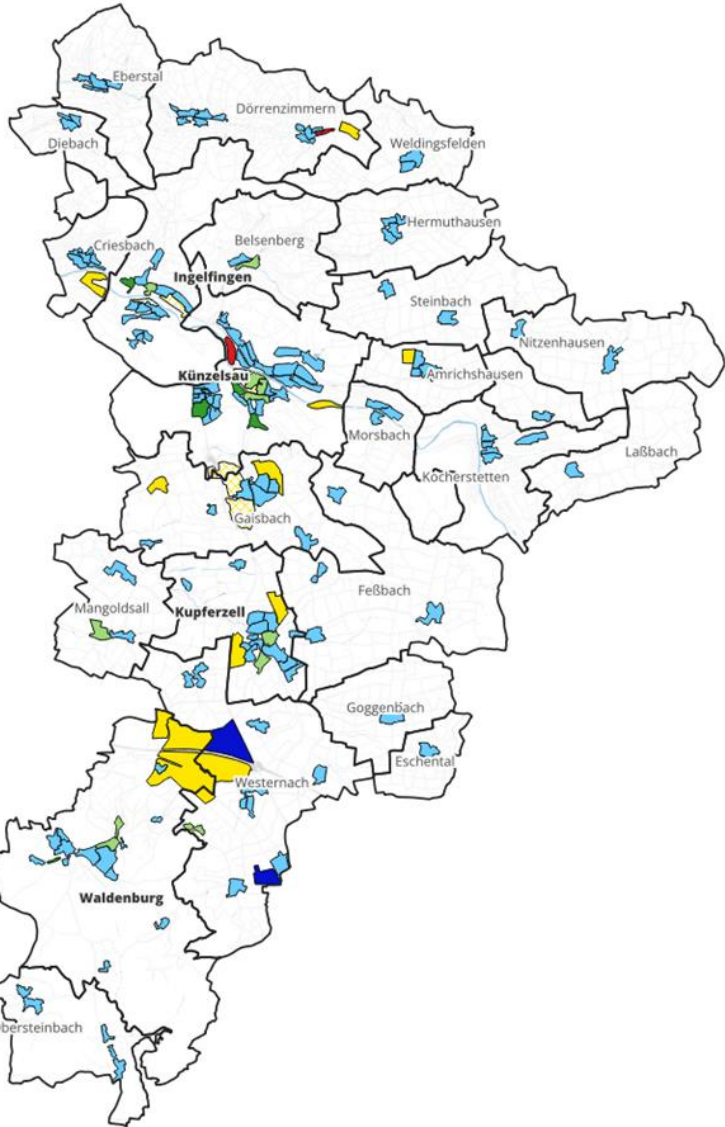 Eberstal
Dörrenzimmern
Diebach
Weldingsfelden
Hermuthausen
Criesbach
Belsenberg
Ingelfingen
Steinbach
Nitzenhausen
Künzelsau
Amrichshausen
Morsbach
Laßbach
Kocherstetten
Gaisbach
Feßbach
Mangoldsall
Kupferzell
Goggenbach
Eschental
Westernach
Waldenburg
bersteinbach